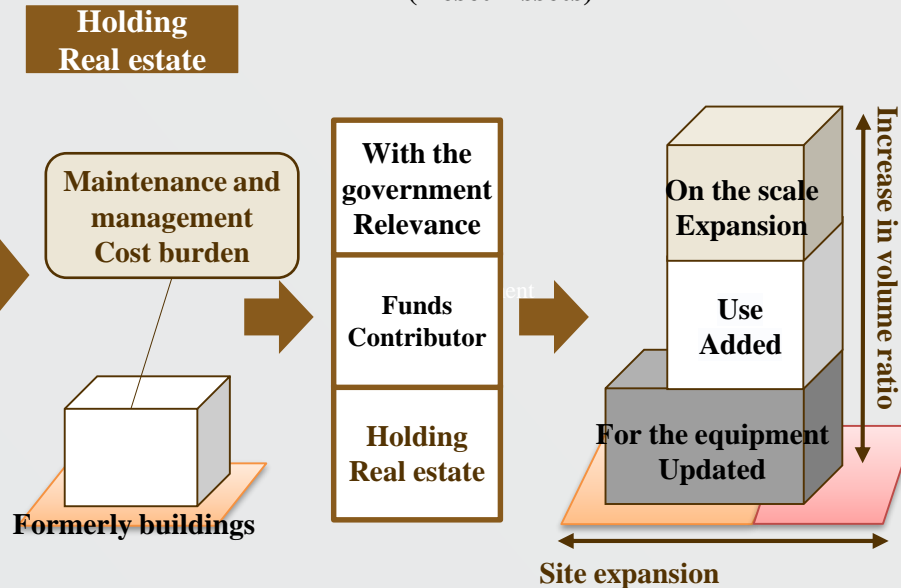 Holding
Real estate
Maintenance and
management
Cost burden
Formerly buildings
With the
government
Relevance
Funds
Contributor
Holding
Real estate
On the scale
Expansion
Use
Added
For the equipment
Updated
Increase in volume ratio
Site expansion